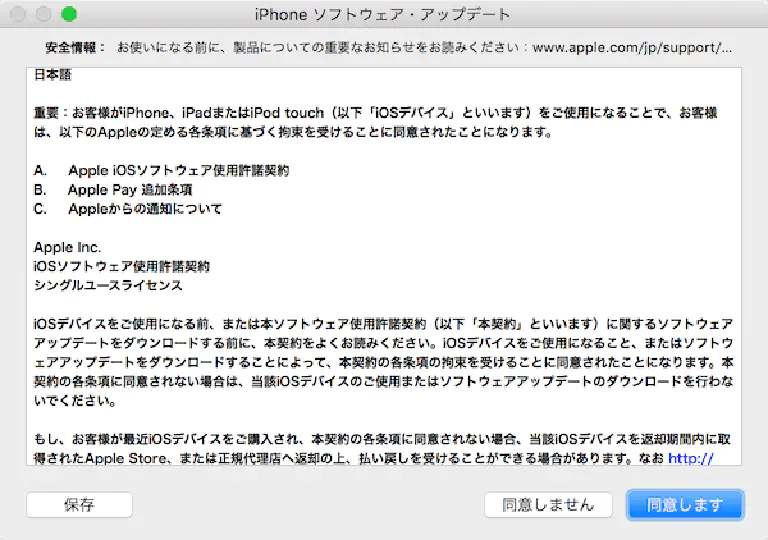 iPhone ソフトウェア・アップデート
安全情報： お使いになる前に、製品についての重要なお知らせをお読みください：www.apple.com/jp/support/...
日本語
重要：お客様がiPhone、iPadまたはiPod touch（以下「iOSデバイス」といいます）をご使用になることで、お客様
は、以下のAppleの定める各条項に基づく拘束を受けることに同意されたことになります。
A. Apple iOSソフトウェア使用許諾契約
B. Apple Pay 追加条項
C. Appleからの通知について
Apple Inc.
iOSソフトウェア使用許諾契約
シングルユースライセンス
iOSデバイスをご使用になる前、または本ソフトウェア使用許諾契約（以下「本契約」といいます）に関するソフトウェア
アップデートをダウンロードする前に、本契約をよくお読みください。iOSデバイスをご使用になること、またはソフトウ
ェアアップデートをダウンロードすることによって、本契約の各条項の拘束を受けることに同意されたことになります。本
契約の各条項に同意されない場合は、当該iOSデバイスのご使用またはソフトウェアアップデートのダウンロードを行わな
いでください。
もし、お客様が最近iOSデバイスをご購入され、本契約の各条項に同意されない場合、当該iOSデバイスを返却期間内に取
得されたApple Store、または正規代理店へ返却の上、払い戻しを受けることができる場合があります。なお http://
保存
同意しません
同意します